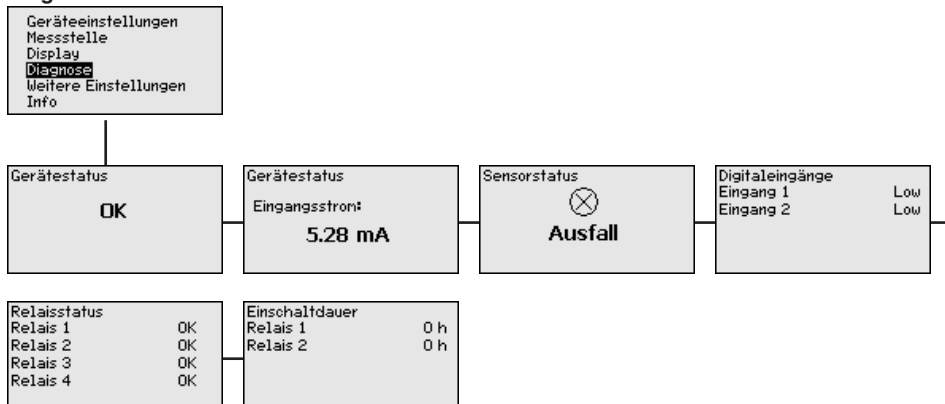 Geräteeinstellungen
Messstelle
Display
Diagnose
Weitere Einstellungen
Info
Gerätestatus
OK
Gerätestatus
Eingangsstrom:
5.28 mA
Sensorstatus
Ausfall
Digitaleingänge
Eingang 1 Low
Eingang 2 Low
Relaisstatus
Relais 1 OK
Relais 2 OK
Relais 3 OK
Relais 4 OK
Einschaltdauer
Relais 1 0 h
Relais 2 0 h